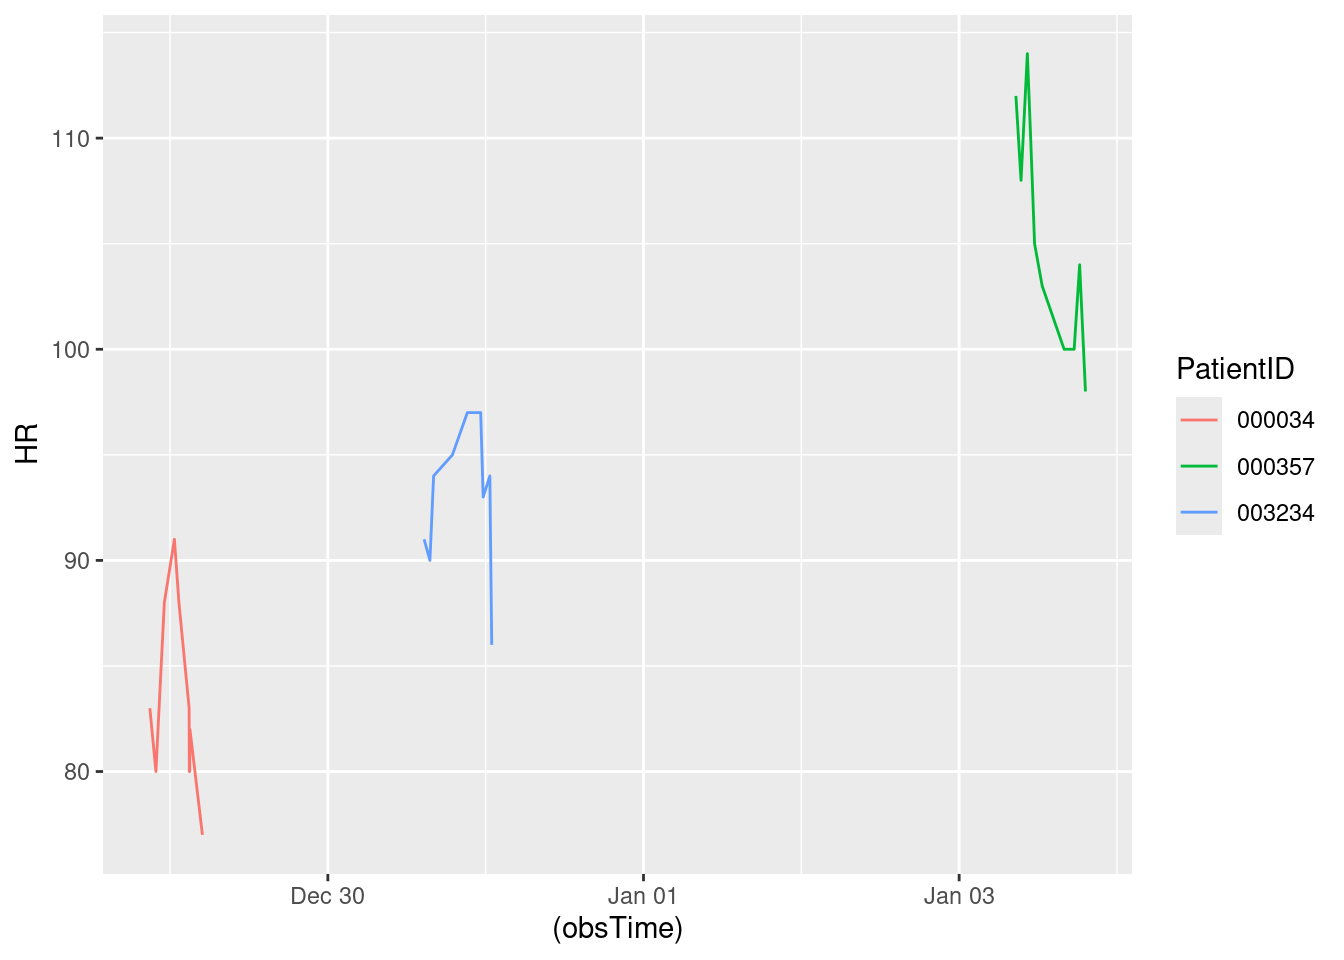 110
100
90
80
HR
Dec 30
Jan 01
Jan 03
(obsTime)
PatientID
000034
000357
003234